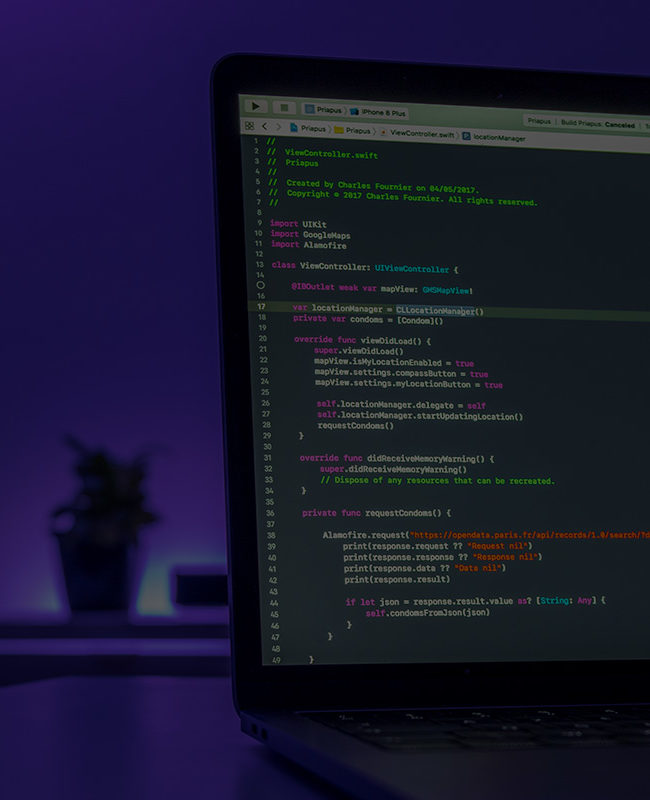 Priapus iPhone 8 Plus
Priapus Build Priapus: Canceled
Priapus Priapus ViewController.swift locationManager
1 //
2 // ViewController.swift
3 // Priapus
4 //
5 // Created by Charles Fournier on 04/05/2017.
6 // Copyright © 2017 Charles Fournier. All rights reserved.
7 //
8
9 import UIKit
10 import GoogleMaps
11 import Alamofire
12
13 class ViewController: UIViewController {
14
@IBOutlet weak var mapView: GMSMapView!
16
17 var locationManager = CLLocationManager()
18 private var condoms = [Condom]()
19
20 override func viewDidLoad() {
21 super.viewDidLoad()
22 mapView.isMyLocationEnabled = true
23 mapView.settings.compassButton = true
24 mapView.settings.myLocationButton = true
25
26 self.locationManager.delegate = self
27 self.locationManager.startUpdatingLocation()
28 requestCondoms()
29 }
30
31 override func didReceiveMemoryWarning() {
32 super.didReceiveMemoryWarning()
33 // Dispose of any resources that can be recreated.
34 }
35
36 private func requestCondoms() {
37
38 Alamofire.request("https://opendata.paris.fr/api/records/1.0/search/?d
39 print(response.request ?? "Request nil")
40 print(response.response ?? "Response nil")
41 print(response.data ?? "Data nil")
42 print(response.result)
43
44 if let json = response.result.value as? [String: Any] {
45 self.condomsFromJson(json)
46 }
47 }
48
49 }